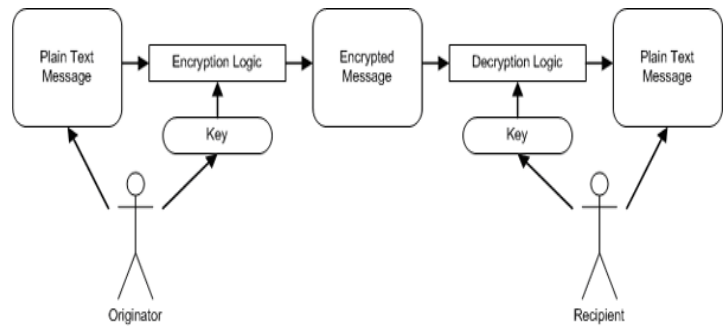 Plain Text
Message
Encryption Logic
Encrypted
Message
Decryption Logic
Plain Text
Message
Key
Key
Originator
Recipient